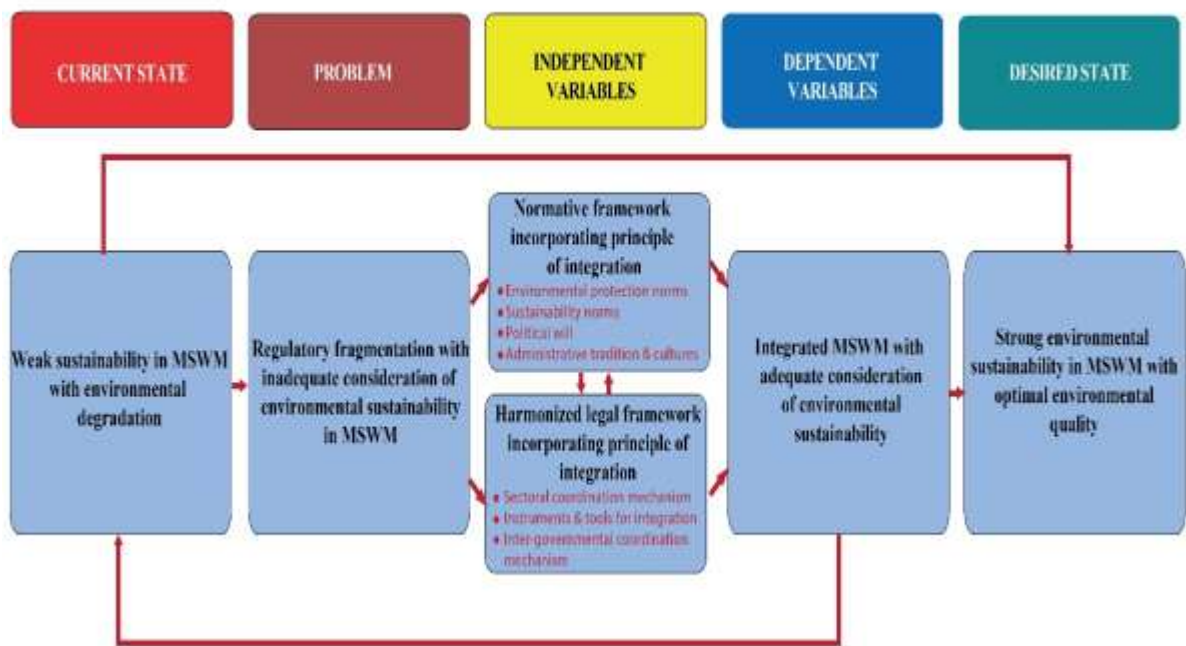 CURRENT STATE
PROBLEM
INDEPENDENT
VARIABLES
DEPENDENT
VARIABLES
DESIRED STATE
Weak sustainability in MSWM
with environmental
degradation
Regulatory fragmentation with
inadequate consideration of
environmental sustainability
in MSWM
Normative framework
incorporating principle
of integration
♦Environmental protection norms
♦Sustainability norms
♦Political will
♦Administrative tradition & cultures
Harmonized legal framework
incorporating principle of
integration
♦ Sectoral coordination mechanism
♦ Instruments & tools for integration
♦ Inter-governmental coordination
mechanism
Integrated MSWM with
adequate consideration
of environmental
sustainability
Strong environmental
sustainability in MSWM with
optimal environmental
quality